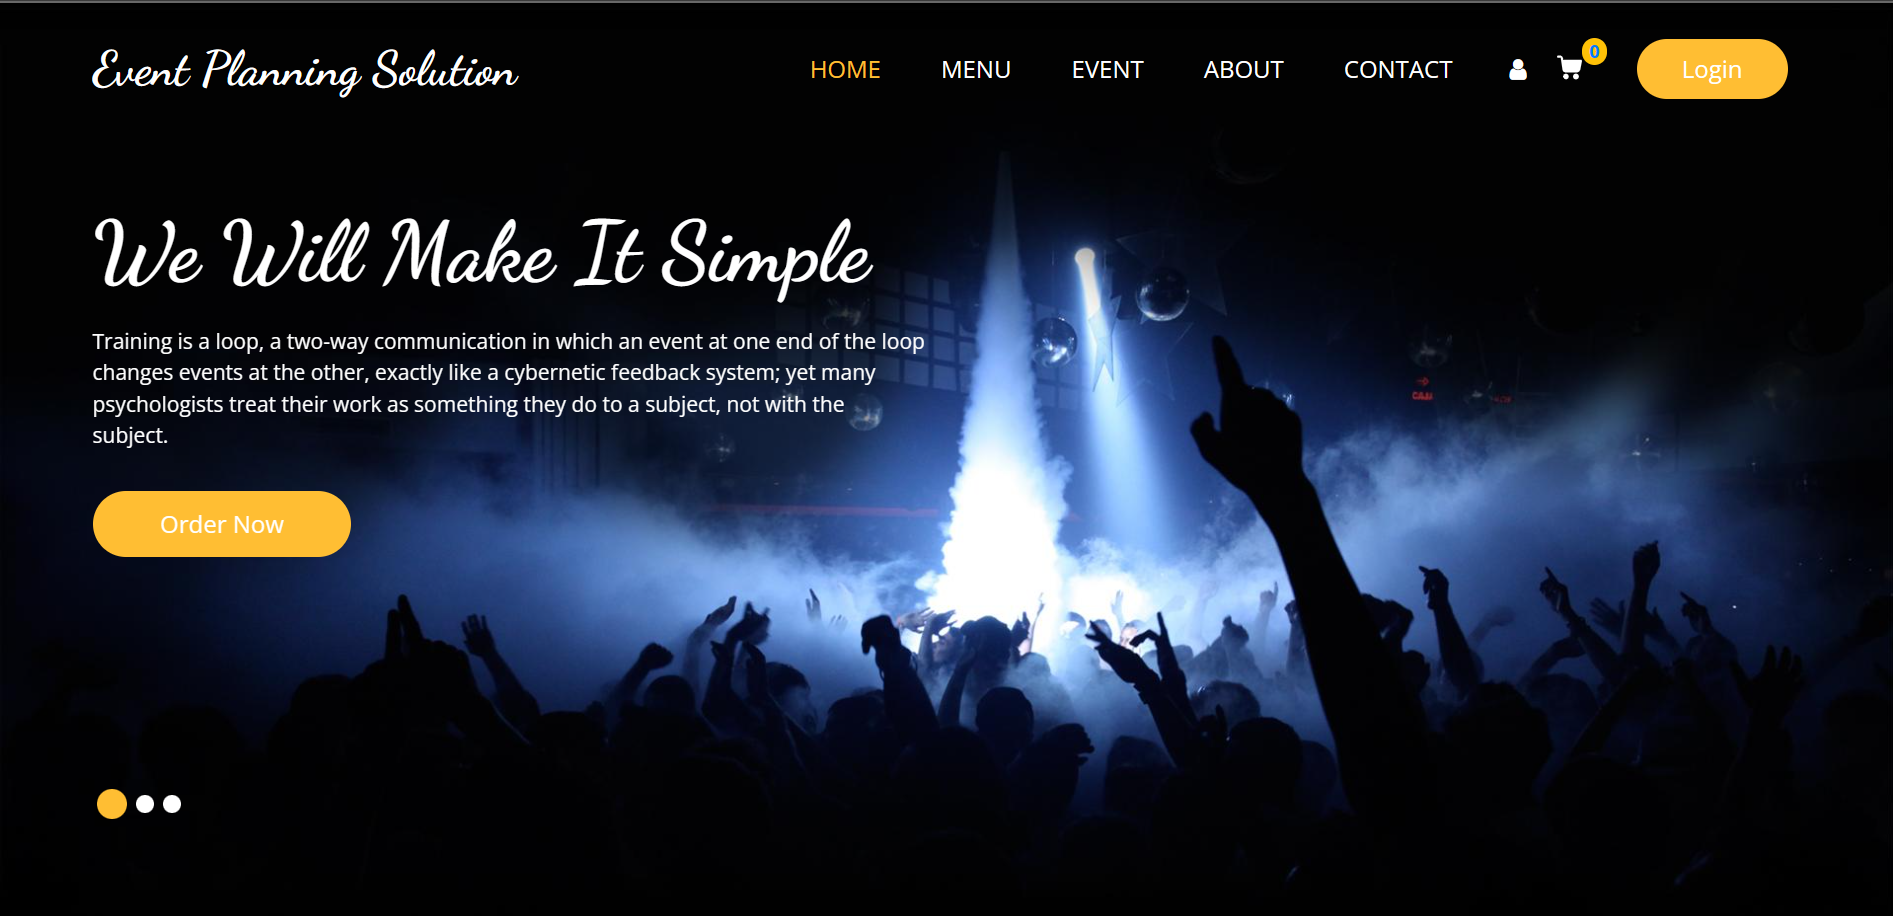 Event Planning Solution
HOME MENU EVENT ABOUT CONTACT 0 Login
We Will Make It Simple
Training is a loop, a two-way communication in which an event at one end of the loop
changes events at the other, exactly like a cybernetic feedback system; yet many
psychologists treat their work as something they do to a subject, not with the
subject.
Order Now